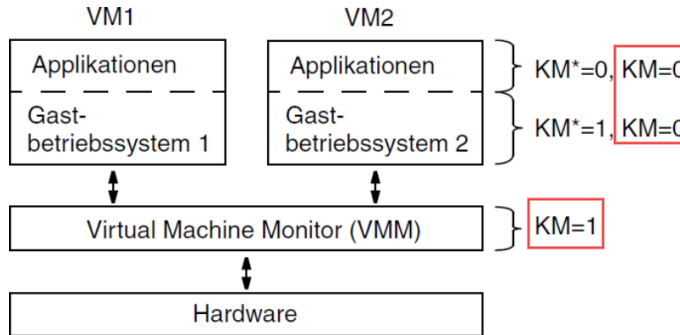 VM1
VM2
Applikationen
Applikationen
KM*=0, KM=0
Gast-
betriebssystem 1
Gast-
betriebssystem 2
KM*=1, KM=0
Virtual Machine Monitor (VMM)
KM=1
Hardware